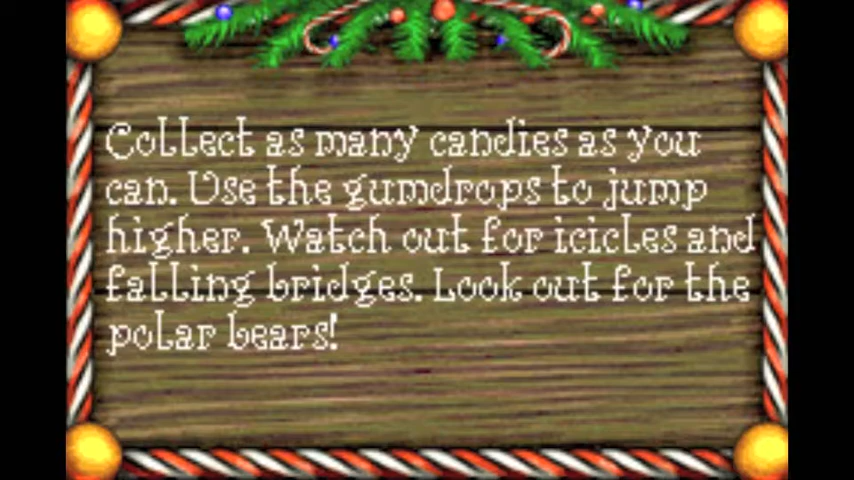 Collect as many candies as you
can. Use the gumdrops to jump
higher. Watch out for icicles and
falling bridges. Look out for the
polar bears!